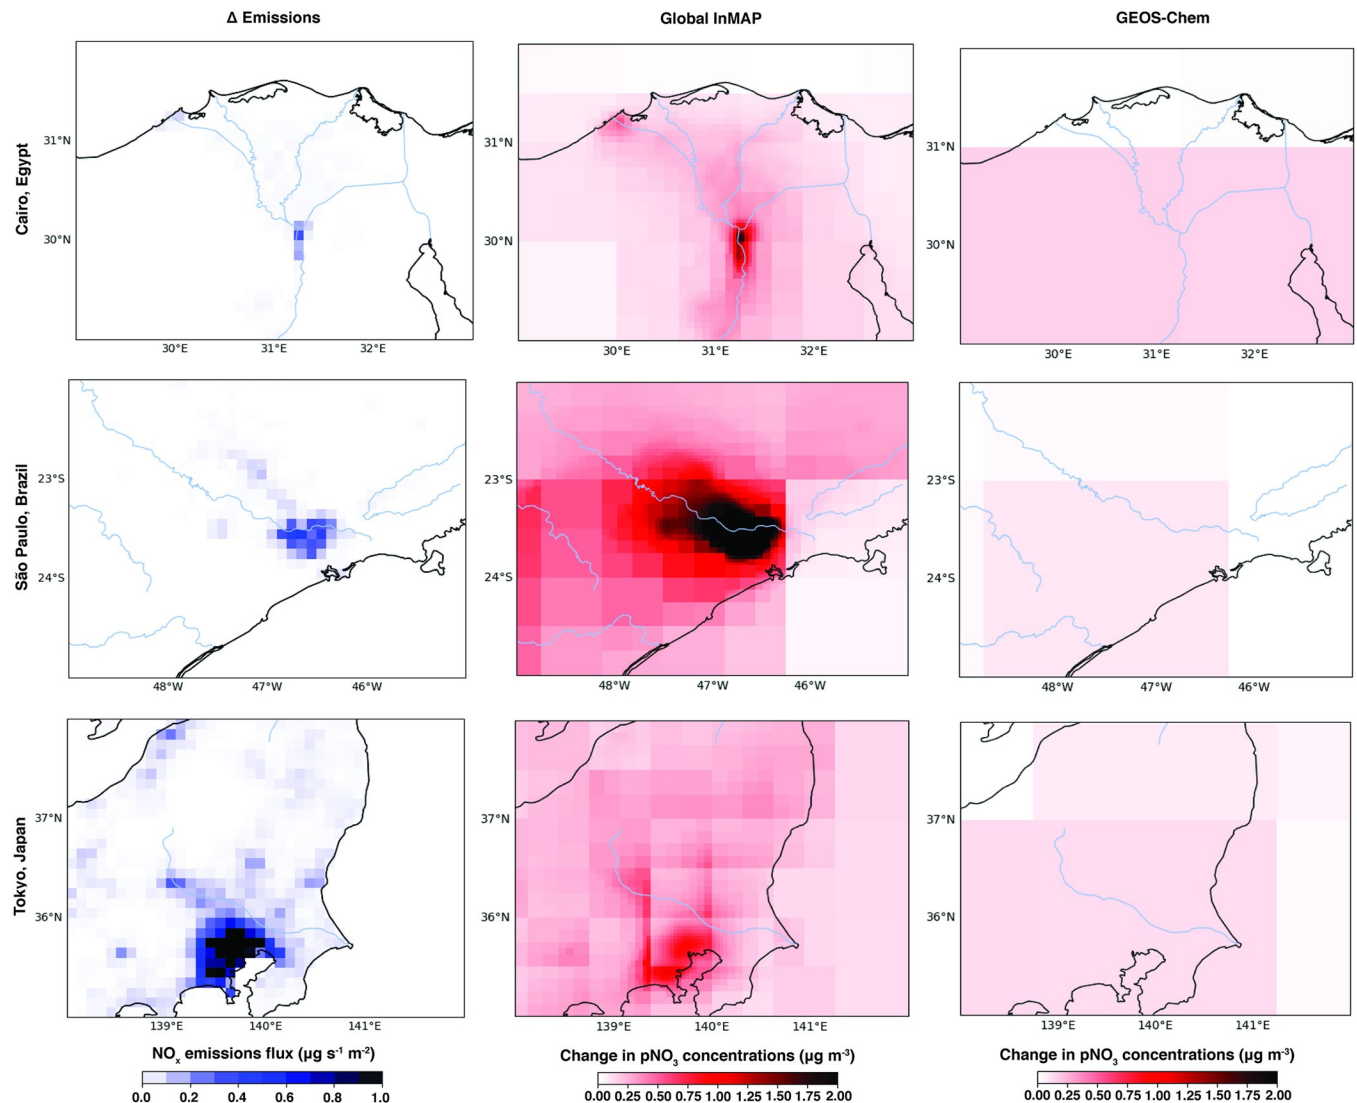 Δ Emissions
Global InMAP
GEOS-Chem
Cairo, Egypt
31°N
30°N
30°E 31°E 32°E
31°N
30°N
30°E 31°E 32°E
31°N
30°N
30°E 31°E 32°E
São Paulo, Brazil
23°S
24°S
48°W 47°W 46°W
23°S
24°S
48°W 47°W 46°W
23°S
24°S
48°W 47°W 46°W
Tokyo, Japan
37°N
36°N
139°E 140°E 141°E
37°N
36°N
139°E 140°E 141°E
37°N
36°N
139°E 140°E 141°E
NOₓ emissions flux (µg s⁻¹ m⁻²)
0.0 0.2 0.4 0.6 0.8 1.0
Change in pNO₃ concentrations (µg m⁻³)
0.00 0.25 0.50 0.75 1.00 1.25 1.50 1.75 2.00
Change in pNO₃ concentrations (µg m⁻³)
0.00 0.25 0.50 0.75 1.00 1.25 1.50 1.75 2.00